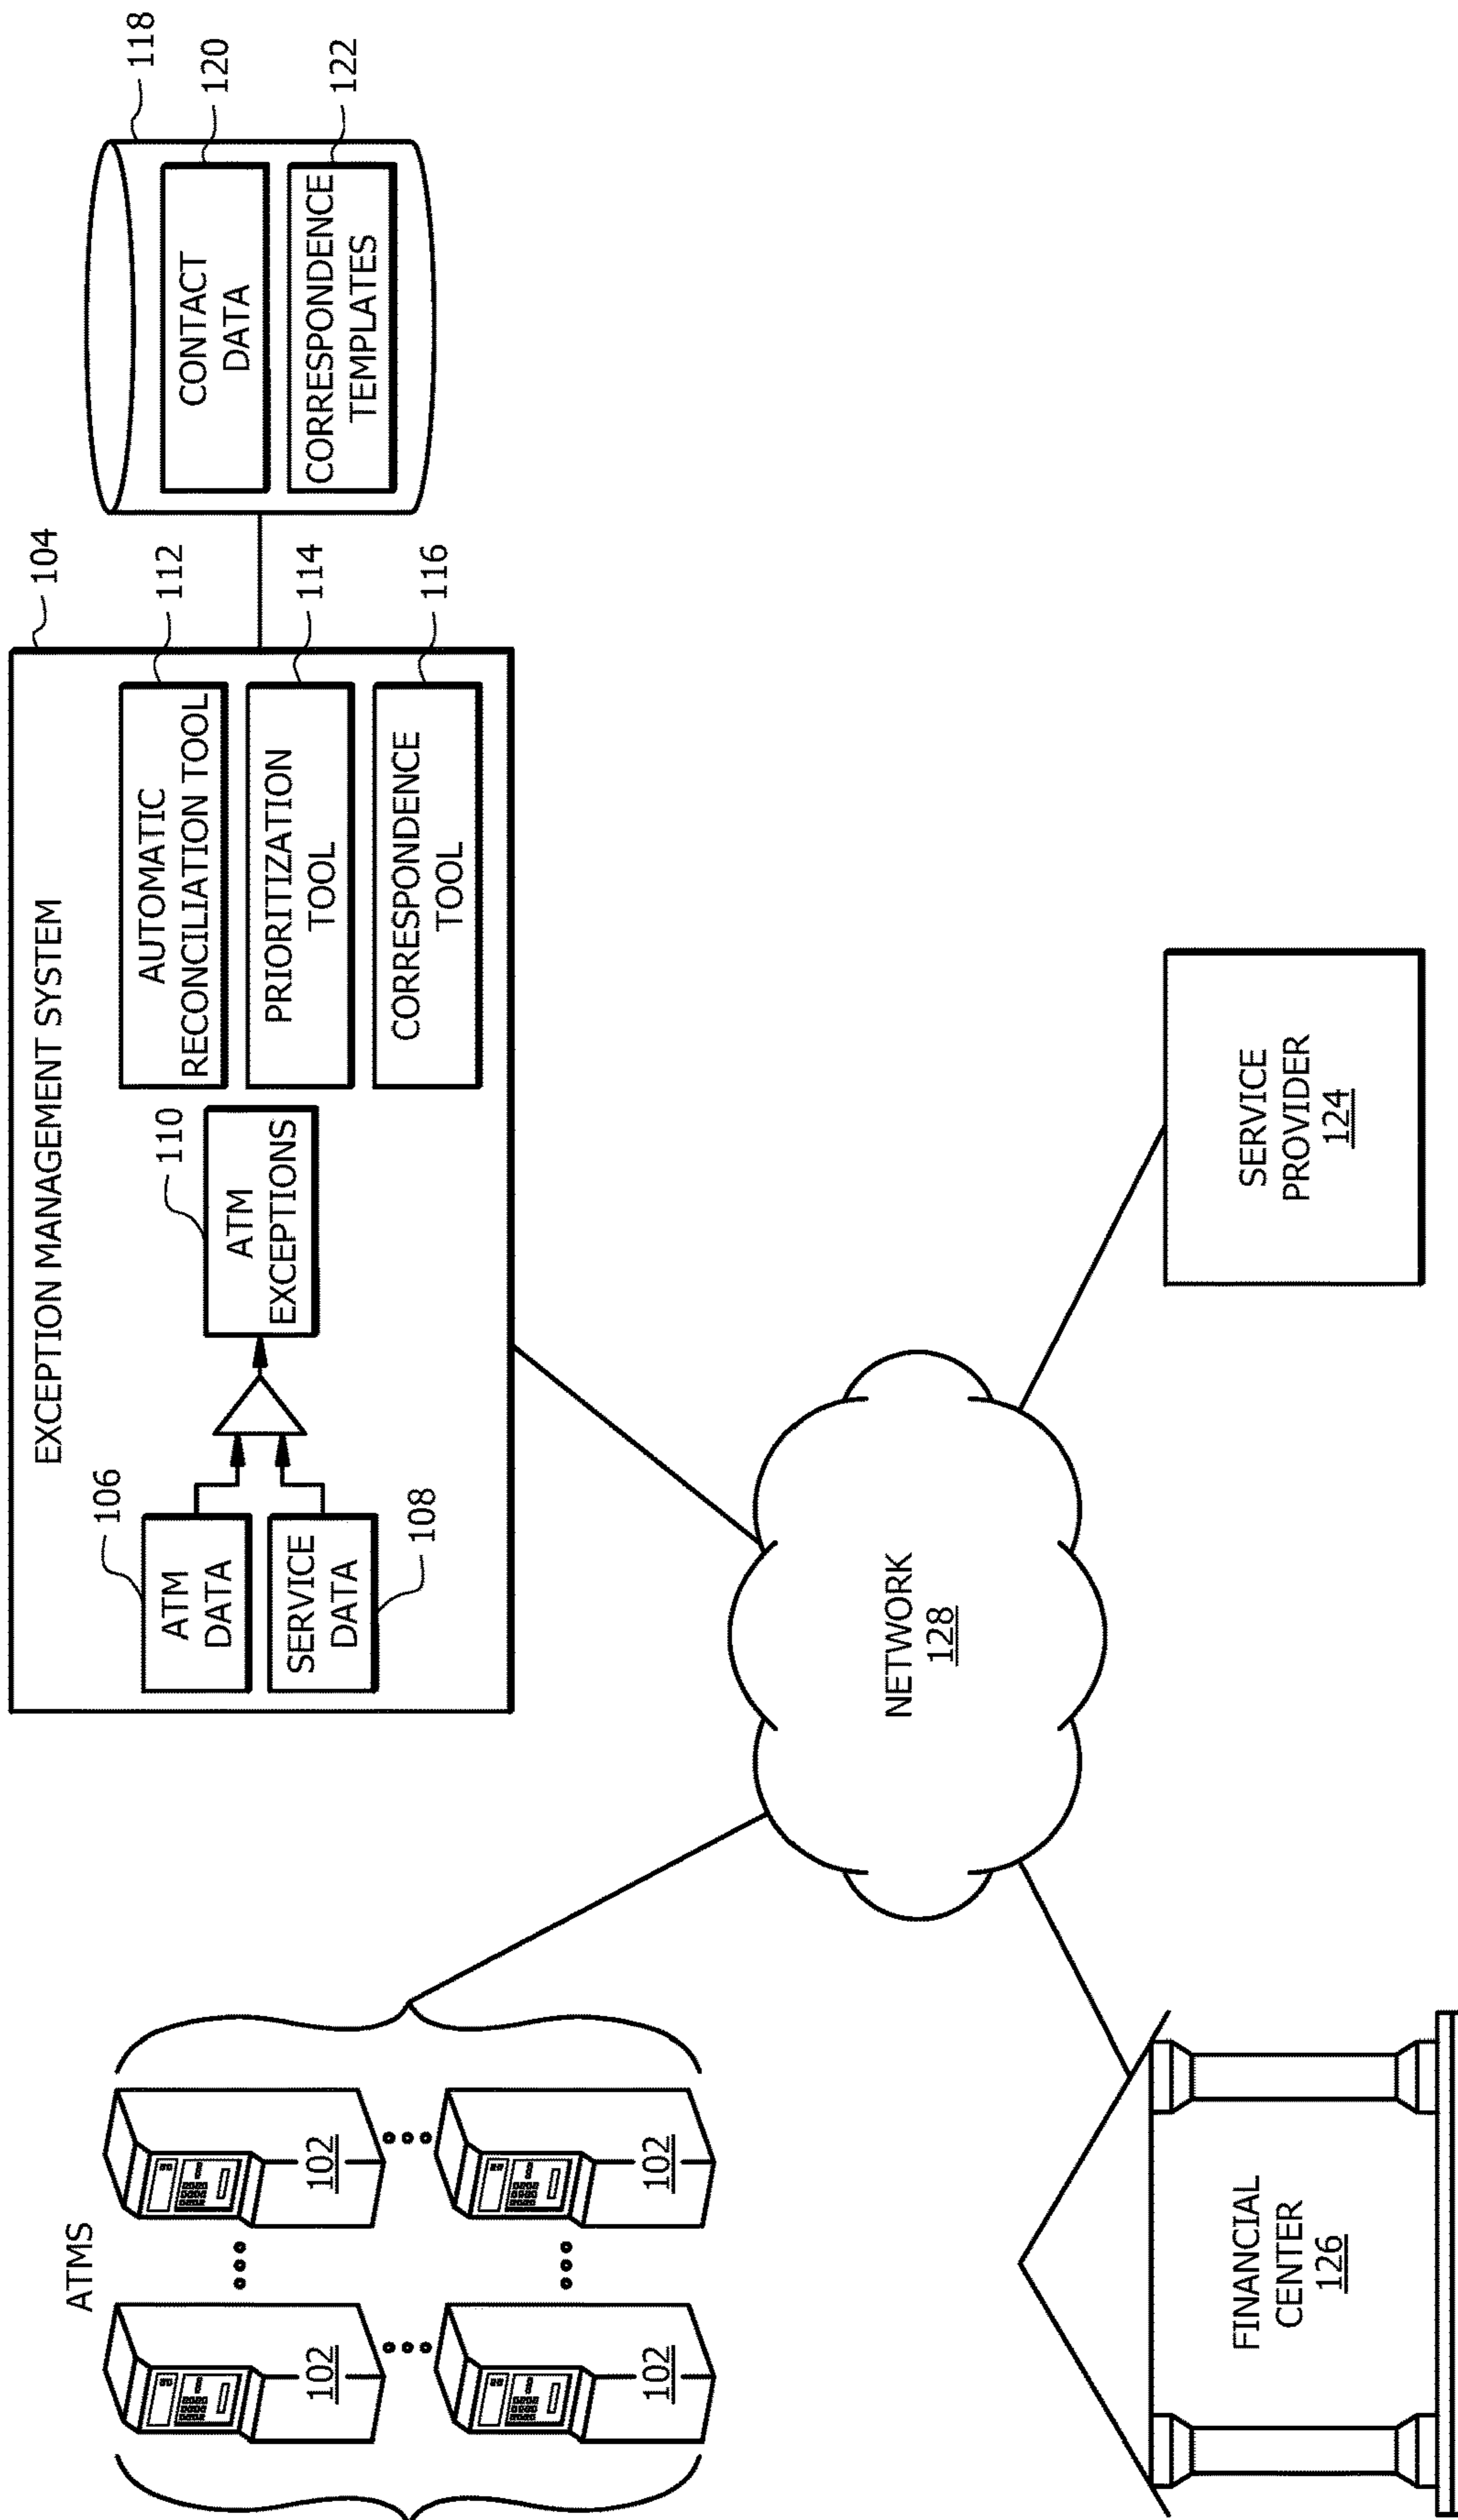 ATMS
102
102
102
102
EXCEPTION MANAGEMENT SYSTEM
104
106
ATM
DATA
SERVICE
DATA
108
110
ATM
EXCEPTIONS
AUTOMATIC
RECONCILIATION TOOL
112
PRIORITIZATION
TOOL
114
CORRESPONDENCE
TOOL
116
118
CONTACT
DATA
120
CORRESPONDENCE
TEMPLATES
122
NETWORK
128
FINANCIAL
CENTER
126
SERVICE
PROVIDER
124